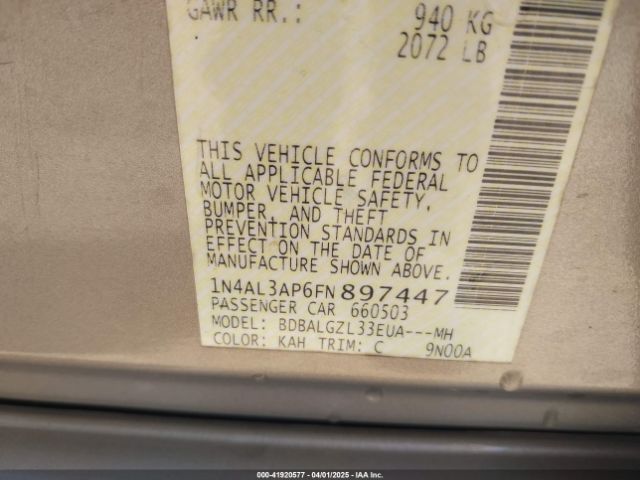 GAWR RR.: 940 KG
2072 LB
THIS VEHICLE CONFORMS TO
ALL APPLICABLE FEDERAL
MOTOR VEHICLE SAFETY,
BUMPER, AND THEFT
PREVENTION STANDARDS IN
EFFECT ON THE DATE OF
MANUFACTURE SHOWN ABOVE.
1N4AL3AP6FN897447
PASSENGER CAR 660503
MODEL: BDBALGZL33EUA---MH
COLOR: KAH TRIM: C 9N00A
000-41920577 - 04/01/2025 - IAA Inc.